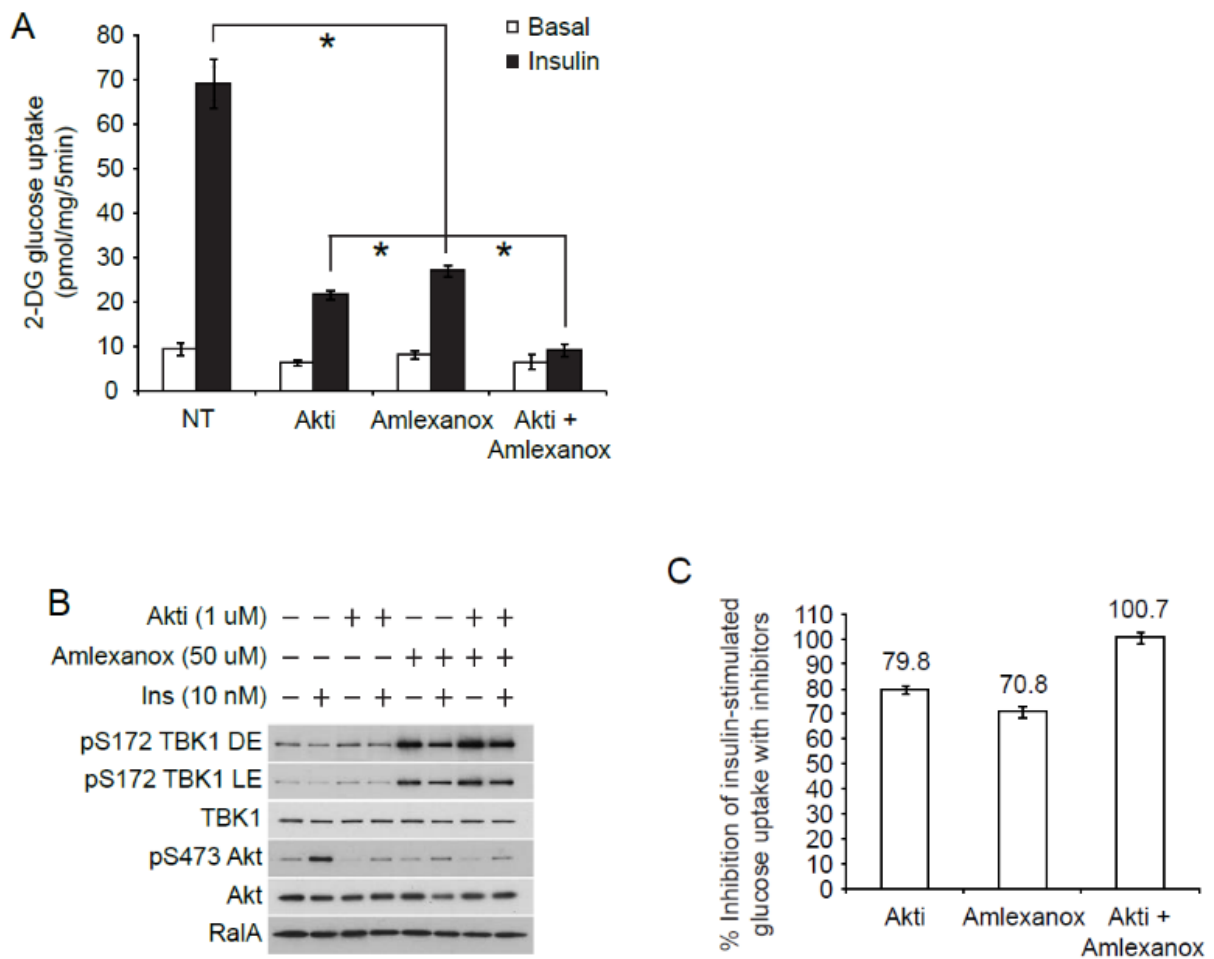 A
Basal
Insulin
2-DG glucose uptake
(pmol/mg/5min)
80
70
60
50
40
30
20
10
0
*
* *
NT Akti Amlexanox Akti +
Amlexanox
B
Akti (1 uM) – – + + – – + +
Amlexanox (50 uM) – – – – + + + +
Ins (10 nM) – + – + – + – +
pS172 TBK1 DE
pS172 TBK1 LE
TBK1
pS473 Akt
Akt
RalA
C
% Inhibition of insulin-stimulated
glucose uptake with inhibitors
110
100
90
80
70
60
50
40
30
20
10
0
79.8
70.8
100.7
Akti Amlexanox Akti +
Amlexanox